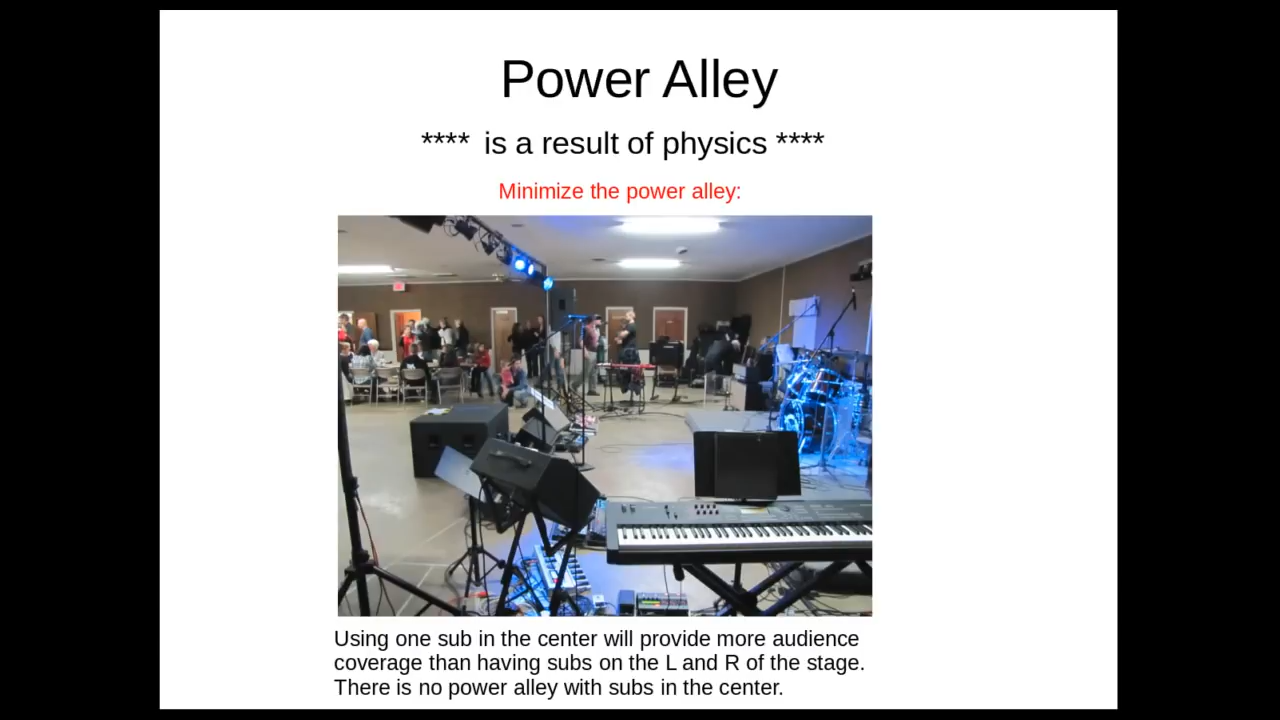 Power Alley
**** is a result of physics ****
Minimize the power alley:
Using one sub in the center will provide more audience
coverage than having subs on the L and R of the stage.
There is no power alley with subs in the center.